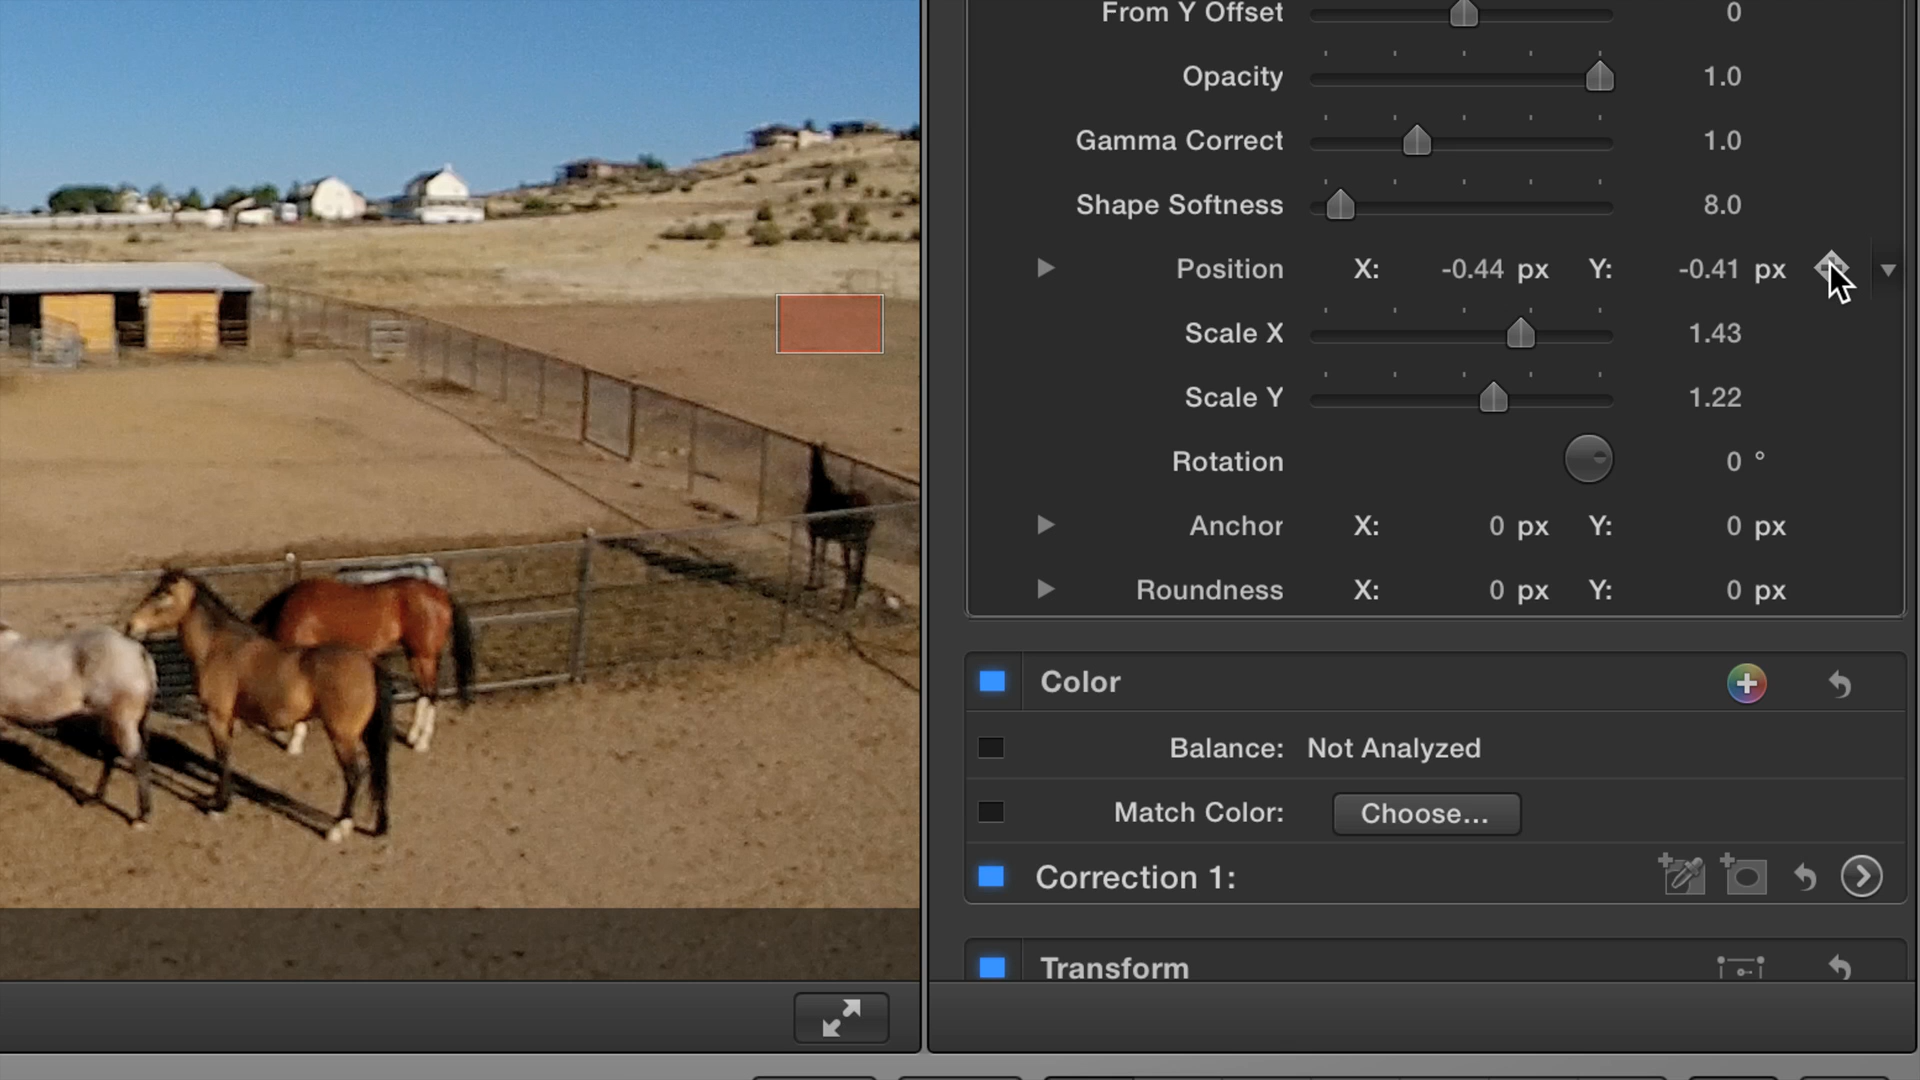 From Y Offset 0
Opacity 1.0
Gamma Correct 1.0
Shape Softness 8.0
Position X: -0.44 px Y: -0.41 px
Scale X 1.43
Scale Y 1.22
Rotation 0 °
Anchor X: 0 px Y: 0 px
Roundness X: 0 px Y: 0 px
Color
Balance: Not Analyzed
Match Color: Choose...
Correction 1:
Transform